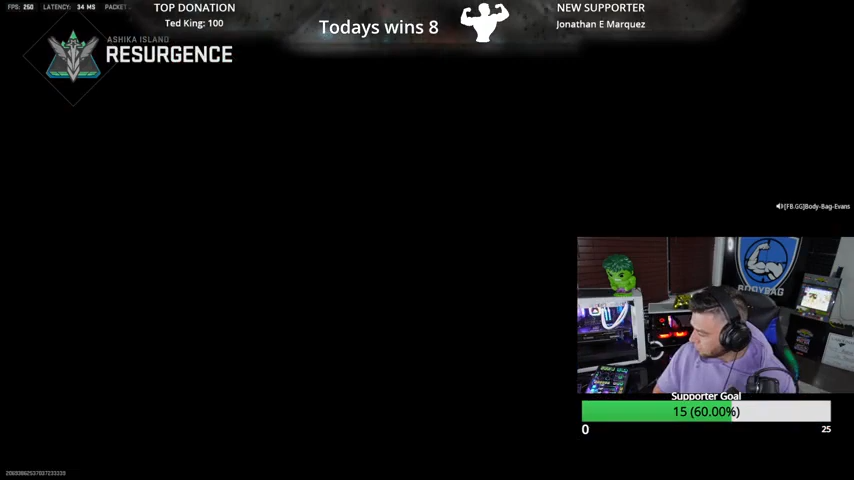 FPS: 250 LATENCY: 34 MS PACKET
TOP DONATION
Ted King: 100
Todays wins 8
NEW SUPPORTER
Jonathan E Marquez
ASHIKA ISLAND
RESURGENCE
[FB.GG]Body-Bag-Evans
BODYBAG
Supporter Goal
15 (60.00%)
0
25